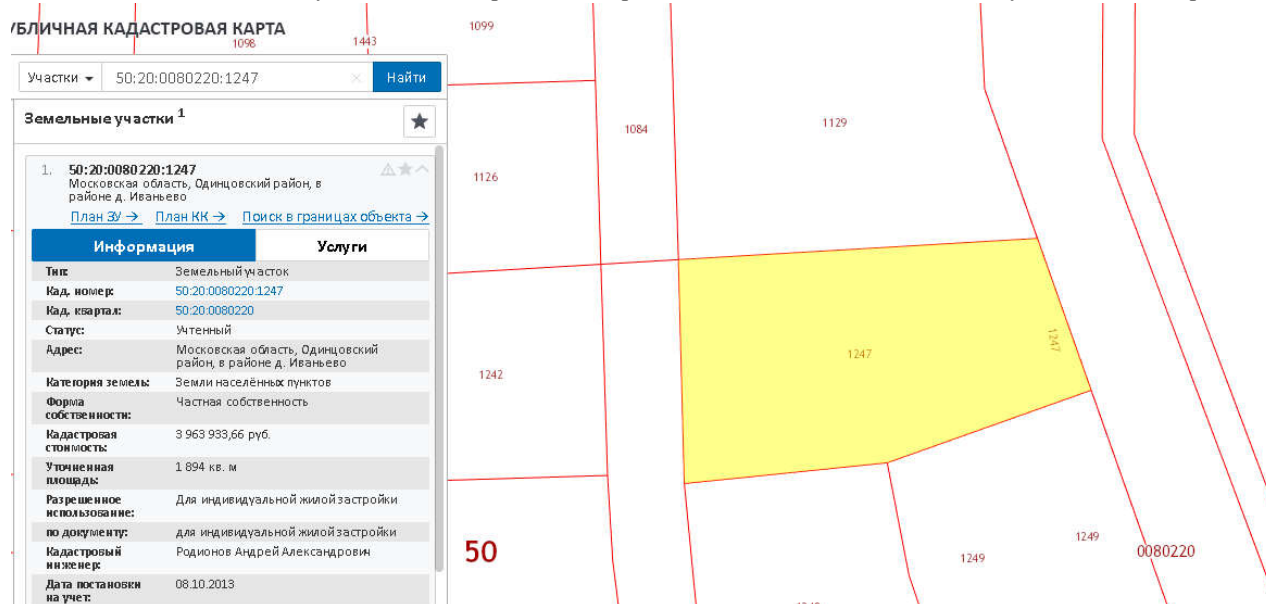 УБЛИЧНАЯ КАДАСТРОВАЯ КАРТА
1098
1443
1099
Участки
50:20:0080220:1247
Найти
Земельные участки 1
1. 50:20:0080220:1247
Московская область, Одинцовский район, в
районе д. Иваньево
План ЗУ → План КК → Поиск в границах объекта →
Информация Услуги
Тип: Земельный участок
Кад. номер: 50:20:0080220:1247
Кад. квартал: 50:20:0080220
Статус: Учтенный
Адрес: Московская область, Одинцовский
район, в районе д. Иваньево
Категория земель: Земли населённых пунктов
Форма Частная собственность
собственности:
Кадастровая 3 963 933,66 руб.
стоимость:
Уточненная 1 894 кв. м
площадь:
Разрешенное Для индивидуальной жилой застройки
использование:
по документу: для индивидуальной жилой застройки
Кадастровый Родионов Андрей Александрович
инженер:
Дата постановки 08.10.2013
на учет:
1084
1129
1126
1247
1247
1242
50
1249
1249
0080220